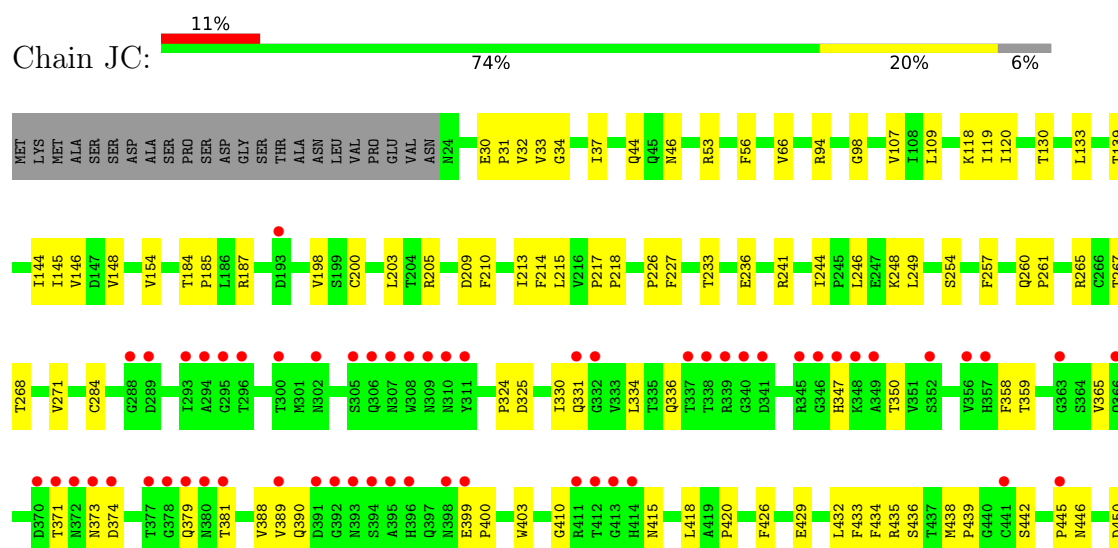 11%
Chain JC:
74% 20% 6%
MET LYS MET ALA SER SER ASP ALA SER PRO SER ASP GLY SER THR ALA ASN LEU VAL PRO GLU VAL ASN N24 E30 P31 V32 V33 G34 I37 Q44 Q45 N46 R53 F56 V66 R94 G98 V107 I108 L109 K118 I119 I120 T130 L133
I144 I145 V146 D147 V148 V154 T184 P185 L186 R187 D193 V198 S199 C200 L203 T204 R205 D209 F210 I213 F214 L215 V216 P217 P218 P226 F227 T233 E236 R241 I244 P245 L246 E247 K248 L249 S254 F257 Q260 P261 R265 C266 T267
T268 V271 C284 G288 D289 I293 A294 G295 T296 T300 M301 N302 S305 Q306 N307 W308 N309 N310 Y311 P324 D325 I330 Q331 G332 V333 L334 T335 Q336 T337 T338 R339 G340 D341 R345 G346 H347 K348 A349 T350 V351 S352 V356 H357 F358 T359 G363 S364 V365
D370 T371 N372 N373 D374 T377 G378 Q379 N380 T381 V388 V389 Q390 D391 G392 N393 S394 A395 H396 Q397 N398 E399 P400 W403 G410 R411 T412 G413 H414 N415 L418 A419 P420 F426 E429 L432 F433 F434 R435 S436 T437 M438 P439 G440 C441 S442 P445 N446